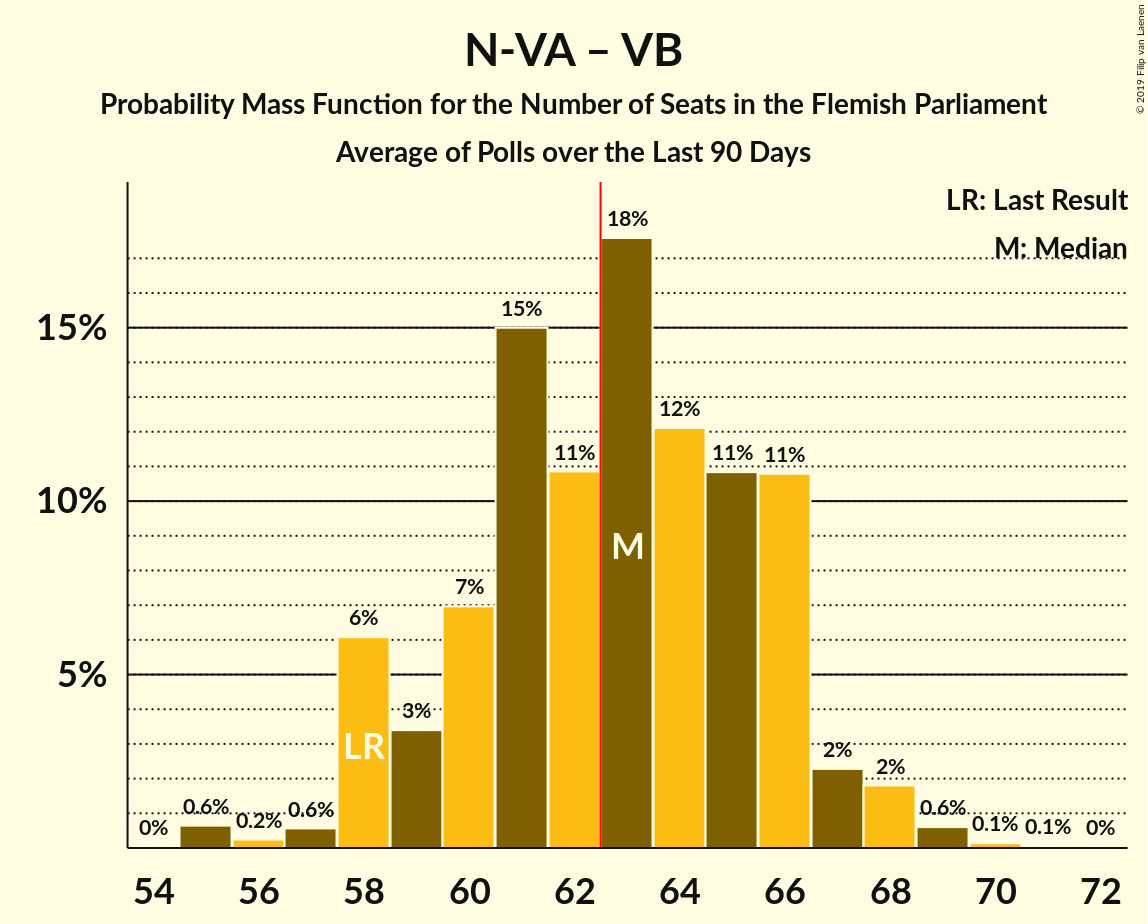 N-VA – VB
Probability Mass Function for the Number of Seats in the Flemish Parliament
Average of Polls over the Last 90 Days
© 2019 Filip van Laenen
LR: Last Result
M: Median
18%
15%
15%
12%
11%
11%
11%
10%
M
7%
6%
5%
3%
LR
2%
2%
0.6%
0.6%
0.6%
0.2%
0.1%
0.1%
0%
0%
54 56 58 60 62 64 66 68 70 72